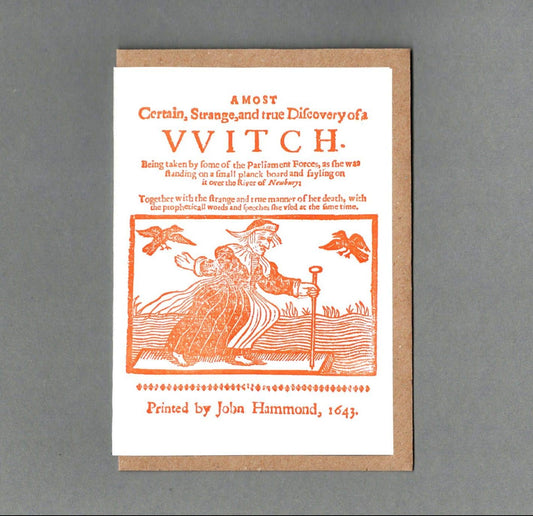 A MOST
Certain, Strange, and true Discovery of a
VVITCH.
Being taken by some of the Parliament Forces, as she was
standing on a small planck board and sayling on
it over the River of Newbury:
Together with the strange and true manner of her death, with
the propheticall words and speeches she vsed at the same time.
Printed by John Hammond, 1643.